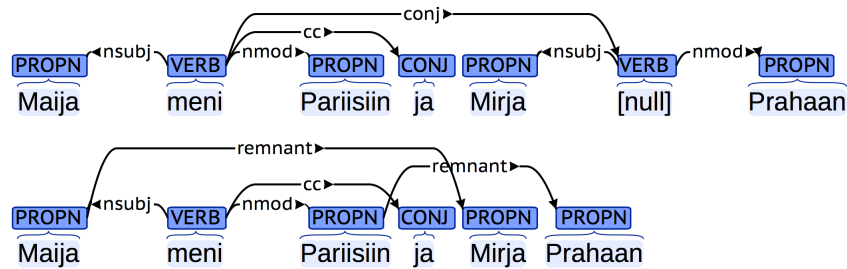 conj
cc
nsubj nmod nsubj nmod
PROPN VERB PROPN CONJ PROPN VERB PROPN
Maija meni Pariisiin ja Mirja [null] Prahaan
remnant
remnant
cc
nsubj nmod
PROPN VERB PROPN CONJ PROPN PROPN
Maija meni Pariisiin ja Mirja Prahaan